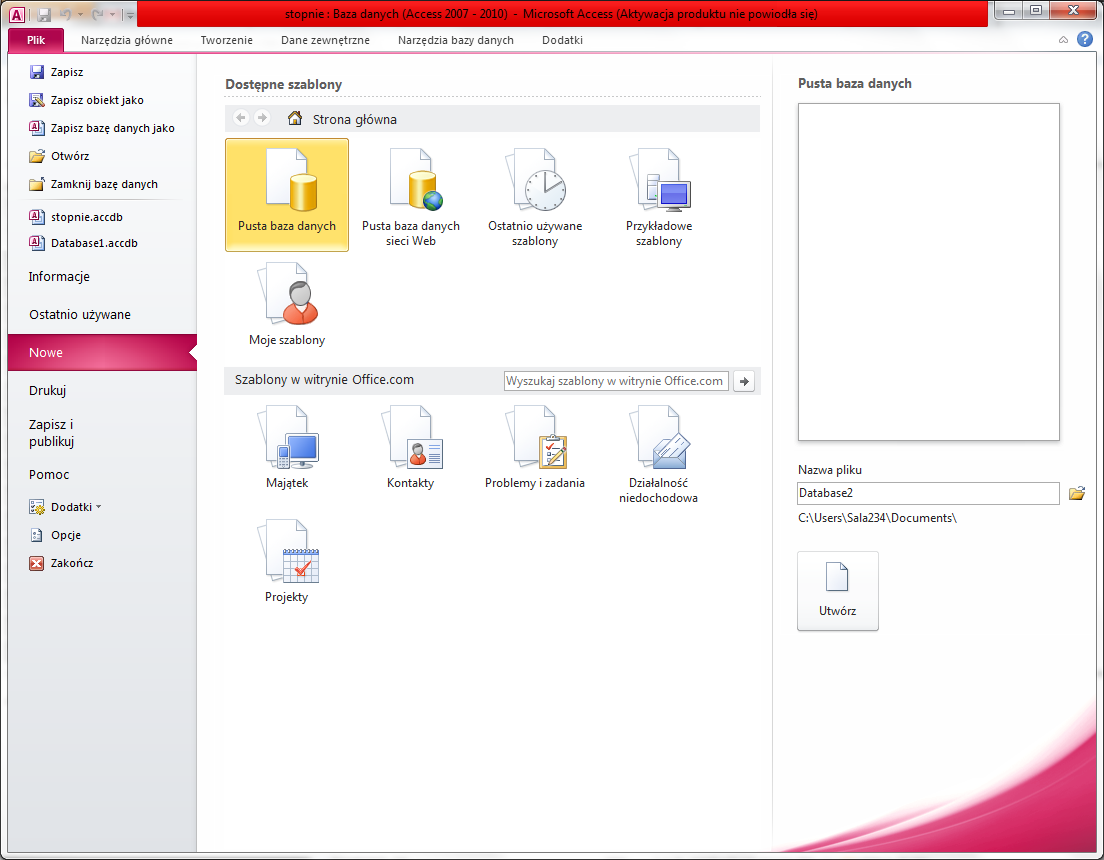 stopnie : Baza danych (Access 2007 - 2010) - Microsoft Access (Aktywacja produktu nie powiodła się)
Plik Narzędzia główne Tworzenie Dane zewnętrzne Narzędzia bazy danych Dodatki
Zapisz
Zapisz obiekt jako
Zapisz bazę danych jako
Otwórz
Zamknij bazę danych
stopnie.accdb
Database1.accdb
Informacje
Ostatnio używane
Nowe
Drukuj
Zapisz i
publikuj
Pomoc
Dodatki
Opcje
Zakończ
Dostępne szablony
Strona główna
Pusta baza danych
Pusta baza danych
sieci Web
Ostatnio używane
szablony
Przykładowe
szablony
Moje szablony
Szablony w witrynie Office.com
Wyszukaj szablony w witrynie Office.com
Majątek
Kontakty
Problemy i zadania
Działalność
niedochodowa
Projekty
Pusta baza danych
Nazwa pliku
Database2
C:\Users\Sala234\Documents\
Utwórz